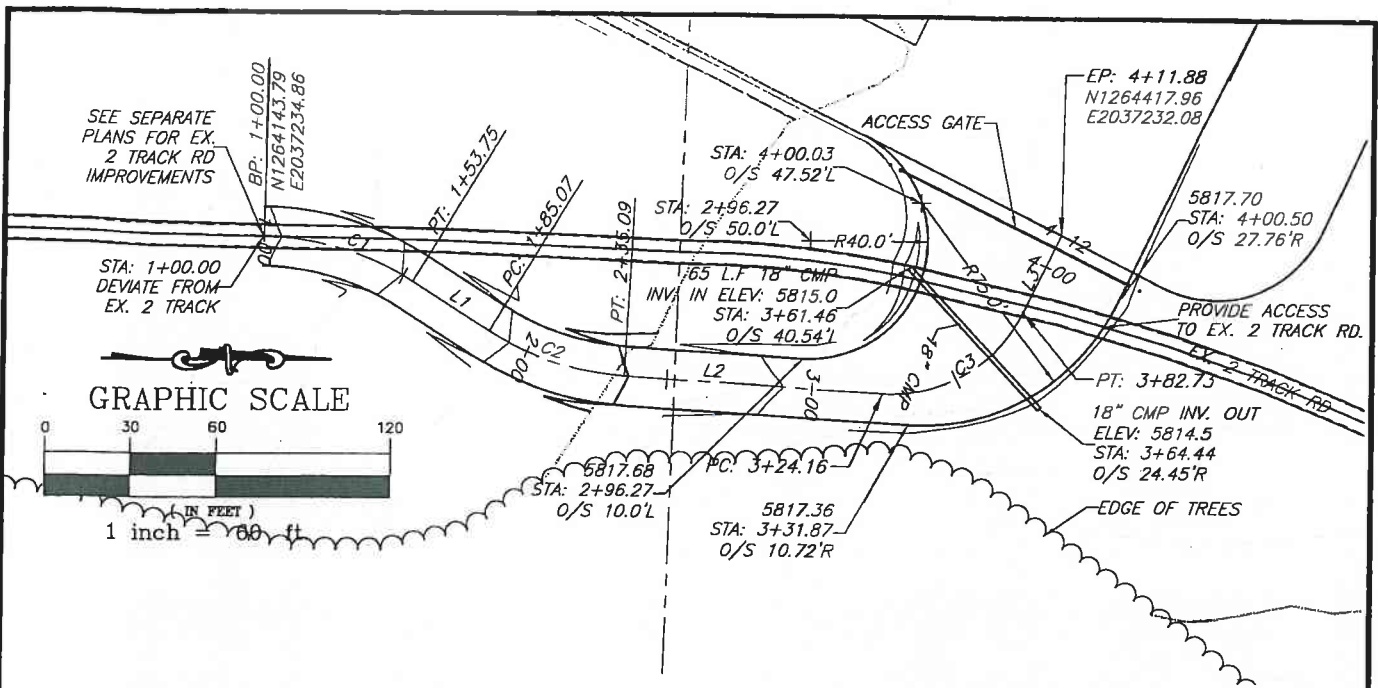 SEE SEPARATE
PLANS FOR EX.
2 TRACK RD
IMPROVEMENTS
BP: 1+00.00
N1264143.79
E2037234.86
STA: 1+00.00
DEVIATE FROM
EX. 2 TRACK
C1
PT: 1+53.75
L1
PC: 1+85.07
2+00
C2
PT: 2+35.09
L2
3+00
STA: 4+00.03
O/S 47.52'L
STA: 2+96.27
O/S 50.0'L
R40.0'
65 L.F 18" CMP
INV. IN ELEV: 5815.0
STA: 3+61.46
O/S 40.54'L
ACCESS GATE
EP: 4+11.88
N1264417.96
E2037232.08
4+12
4+00
L3
R75.0'
C3
18" CMP
5817.70
STA: 4+00.50
O/S 27.76'R
PROVIDE ACCESS
TO EX. 2 TRACK RD.
EX. 2 TRACK RD
PT: 3+82.73
18" CMP INV. OUT
ELEV: 5814.5
STA: 3+64.44
O/S 24.45'R
EDGE OF TREES
PC: 3+24.16
5817.68
STA: 2+96.27
O/S 10.0'L
5817.36
STA: 3+31.87
O/S 10.72'R
GRAPHIC SCALE
0 30 60 120
( IN FEET )
1 inch = 60 ft